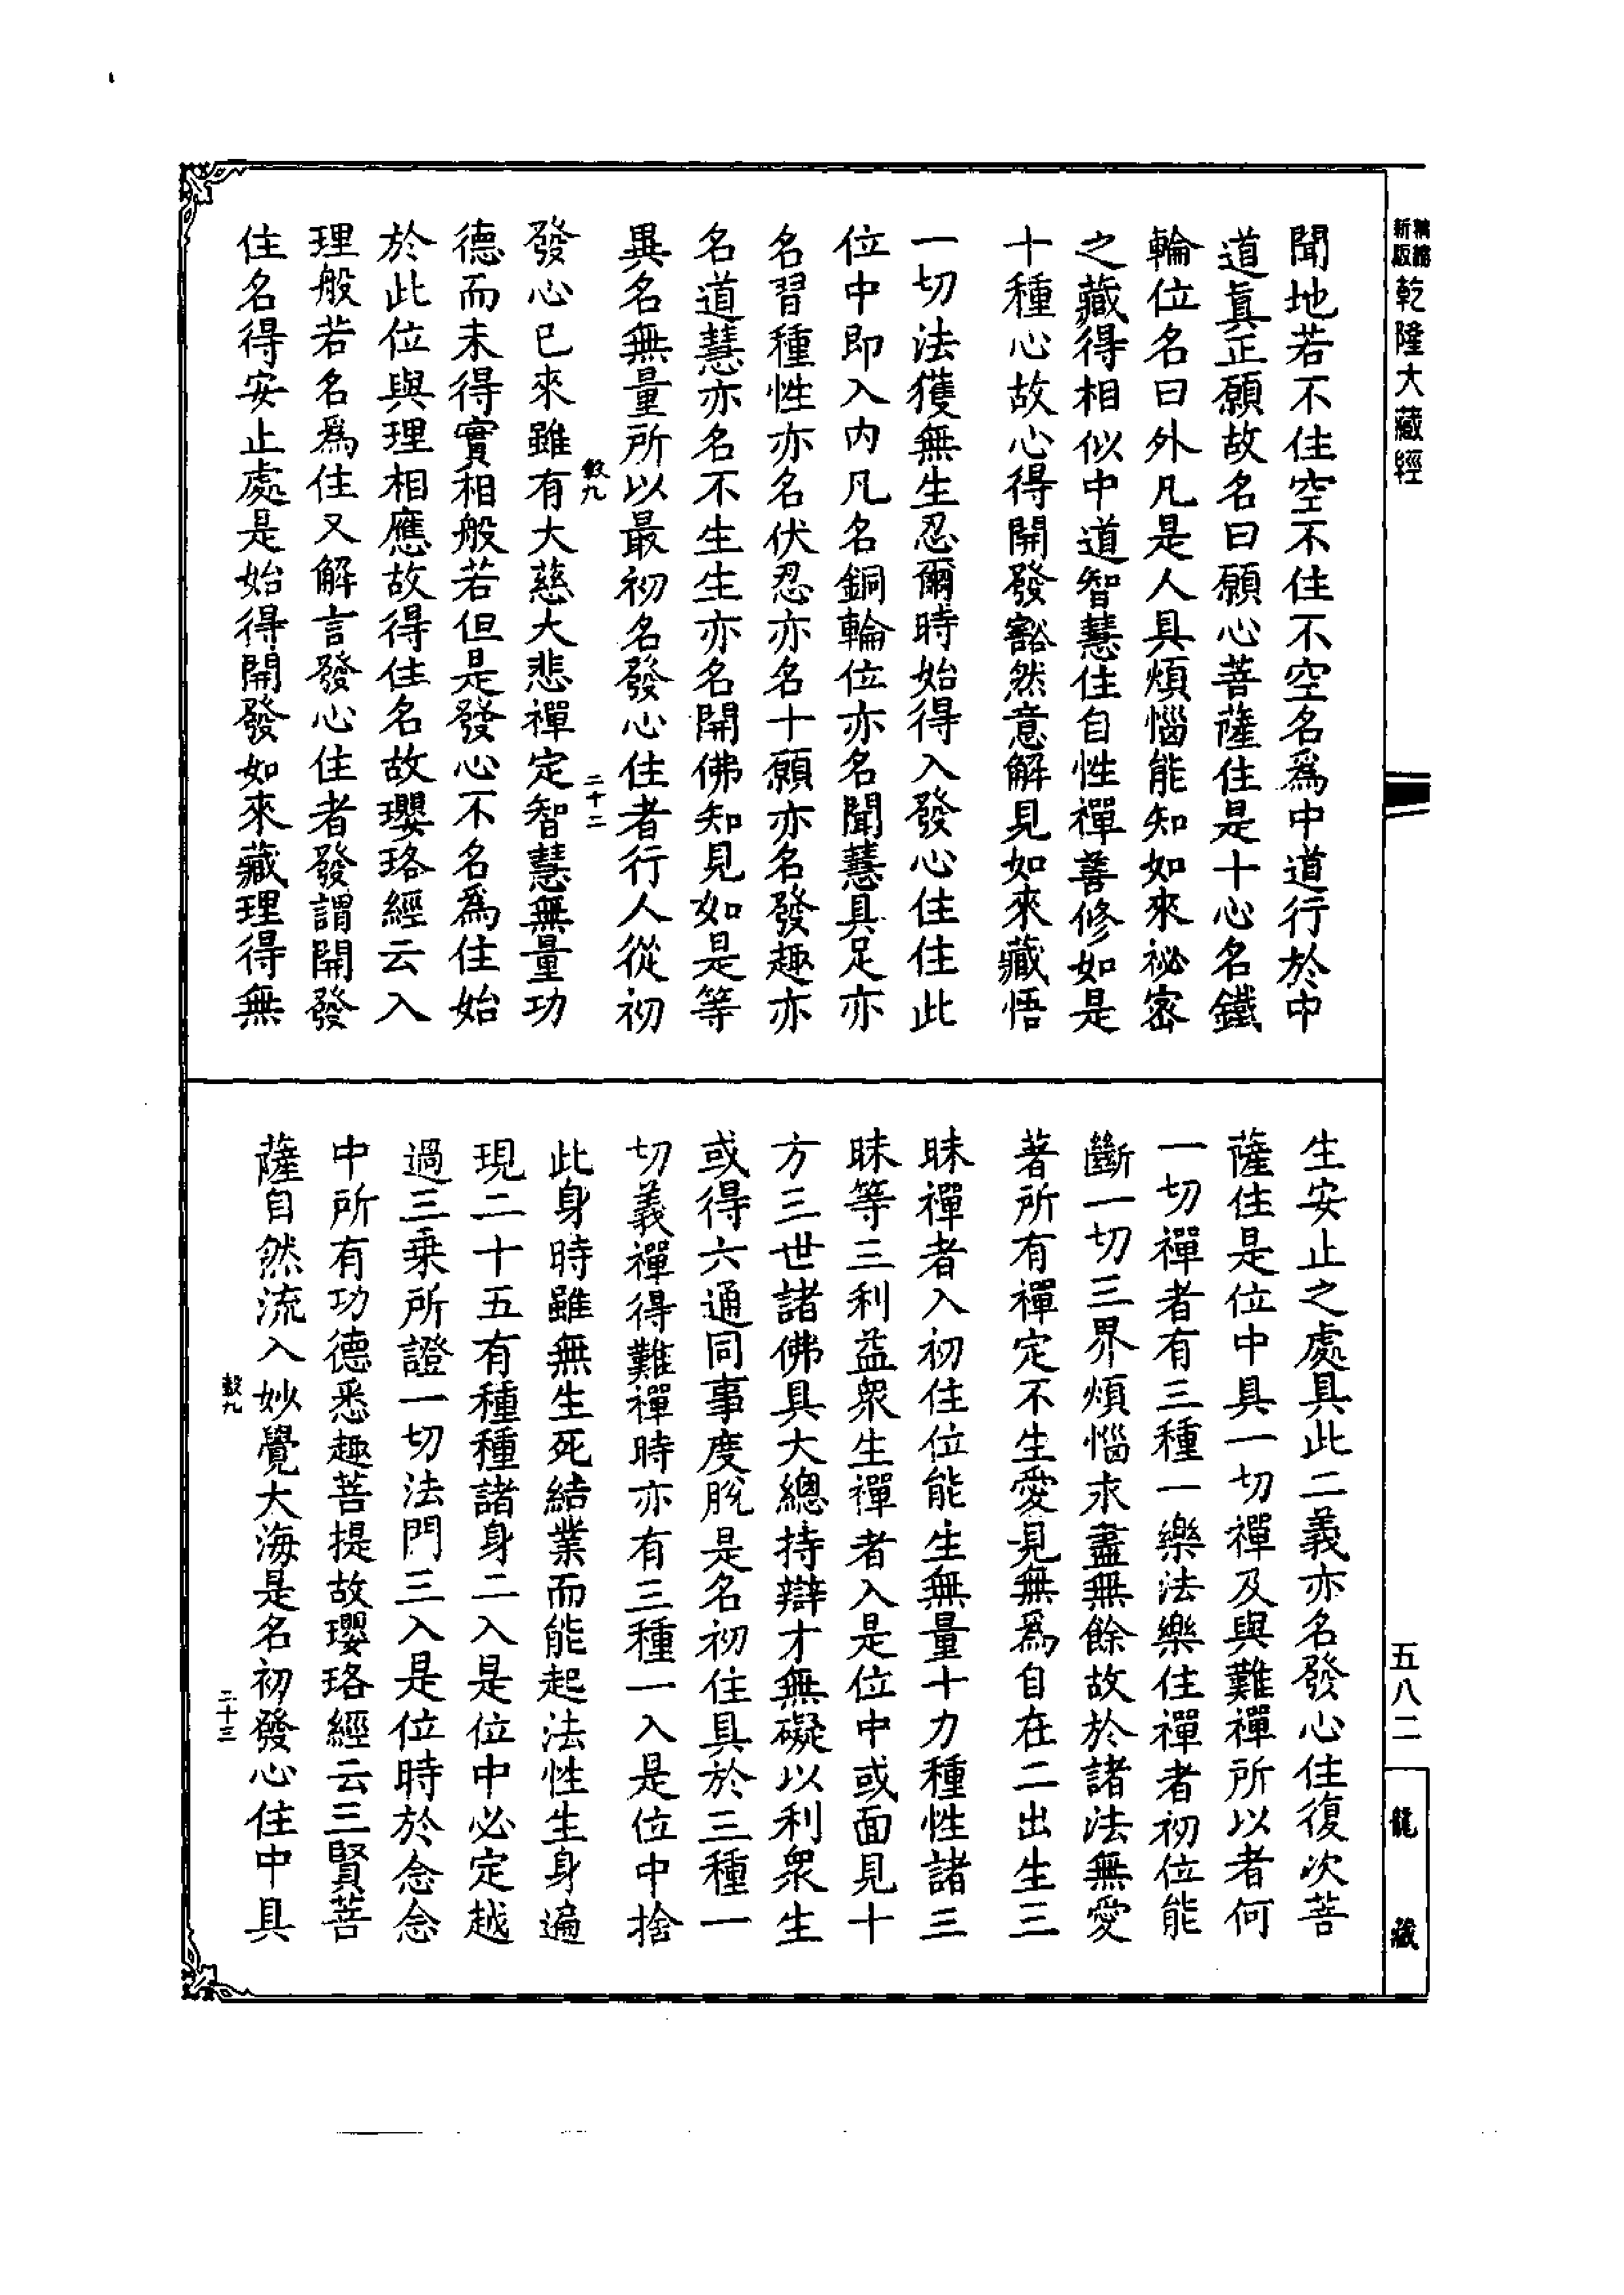 新版
精縮
乾隆大藏經
聞地若不住空不住不空名爲中道行於中
道眞正願故名曰願心菩薩住是十心名鐵
輪位名曰外凡是人具煩惱能知如來祕密
之藏得相似中道智慧住自性禪善修如是
十種心故心得開發豁然意解見如來藏悟
一切法獲無生忍爾時始得入發心住住此
位中即入內凡名銅輪位亦名聞慧具足亦
名習種性亦名伏忍亦名十願亦名發趣亦
名道慧亦名不生生亦名開佛知見如是等
異名無量所以最初名發心住者行人從初
二十二
發心已來雖有大慈大悲禪定智慧無量功
德而未得實相般若但是發心不名爲住始
於此位與理相應故得住名故瓔珞經云入
理般若名爲住又解言發心住者發謂開發
住名得安止處是始得開發如來藏理得無
生安止之處具此二義亦名發心住復次菩
薩住是位中具一切禪及與難禪所以者何
一切禪者有三種一樂法樂住禪者初位能
斷一切三界煩惱求盡無餘故於諸法無愛
著所有禪定不生愛見無爲自在二出生三
昧禪者入初住位能生無量十力種性諸三
昧等三利益衆生禪者入是位中或面見十
方三世諸佛具大總持辯才無礙以利衆生
或得六通同事度脫是名初住具於三種一
切義禪得難禪時亦有三種一入是位中捨
此身時雖無生死結業而能起法性生身遍
現二十五有種種諸身二入是位中必定越
過三乗所證一切法門三入是位時於念念
中所有功德悉趣菩提故瓔珞經云三賢菩
薩自然流入妙覺大海是名初發心住中具
二十三
五八二
龍藏